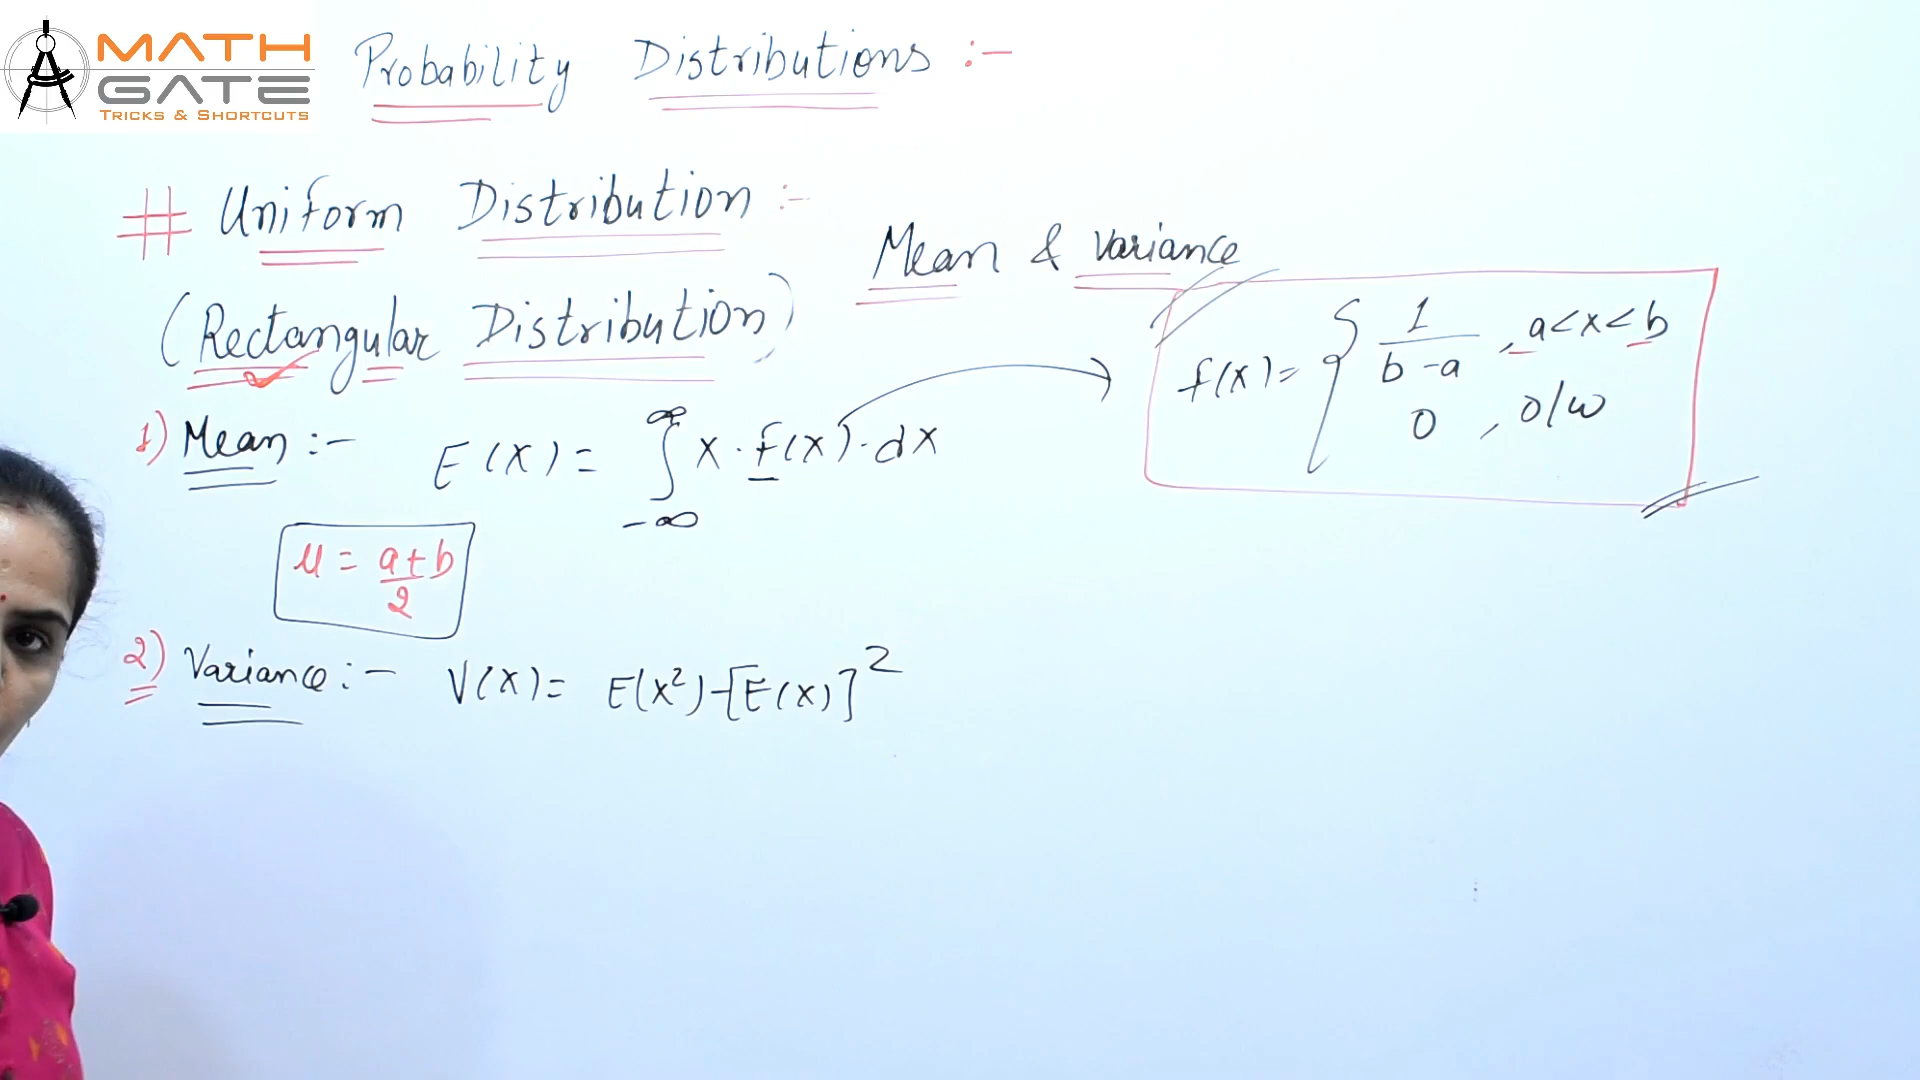 MATH
GATE
TRICKS & SHORTCUTS
Probability Distributions :-
# Uniform Distribution :-
(Rectangular Distribution)
Mean & Variance
f(x) = { 1/(b-a) , a<x<b
0 , o/w
1) Mean :- E(X) = ∫_{-∞}^{∞} x · f(x) · dx
μ = (a+b)/2
2) Variance :- V(X) = E(X²) - [E(X)]²